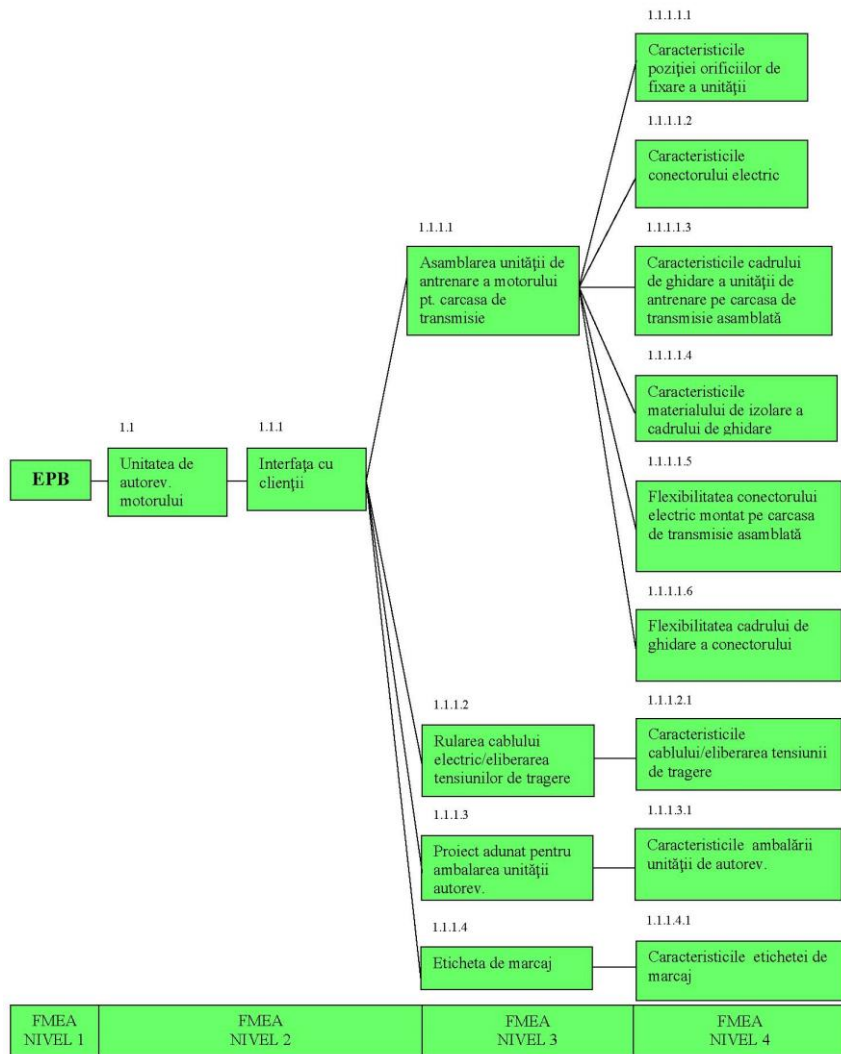 1.1.1.1.1
Caracteristicile
poziţiei orificiilor de
fixare a unităţii
1.1.1.1.2
Caracteristicile
conectorului electric
1.1.1.1
Asamblarea unităţii de
antrenare a motorului
pt. carcasa de
transmisie
1.1.1.1.3
Caracteristicile cadrului
de ghidare a unităţii de
antrenare pe carcasa de
transmisie asamblată
1.1.1.1.4
Caracteristicile
materialului de izolare a
cadrului de ghidare
EPB
1.1
Unitatea de
autorev.
motorului
1.1.1
Interfaţa cu
clienţii
1.1.1.1.5
Flexibilitatea conectorului
electric montat pe carcasa
de transmisie asamblată
1.1.1.1.6
Flexibilitatea cadrului de
ghidare a conectorului
1.1.1.2
Rularea cablului
electric/eliberarea
tensiunilor de tragere
1.1.1.2.1
Caracteristicile
cablului/eliberarea tensiunii
de tragere
1.1.1.3
Proiect adunat pentru
ambalarea unităţii
autorev.
1.1.1.3.1
Caracteristicile ambalării
unităţii de autorev.
1.1.1.4
Eticheta de marcaj
1.1.1.4.1
Caracteristicile etichetei de
marcaj
FMEA
NIVEL 1
FMEA
NIVEL 2
FMEA
NIVEL 3
FMEA
NIVEL 4